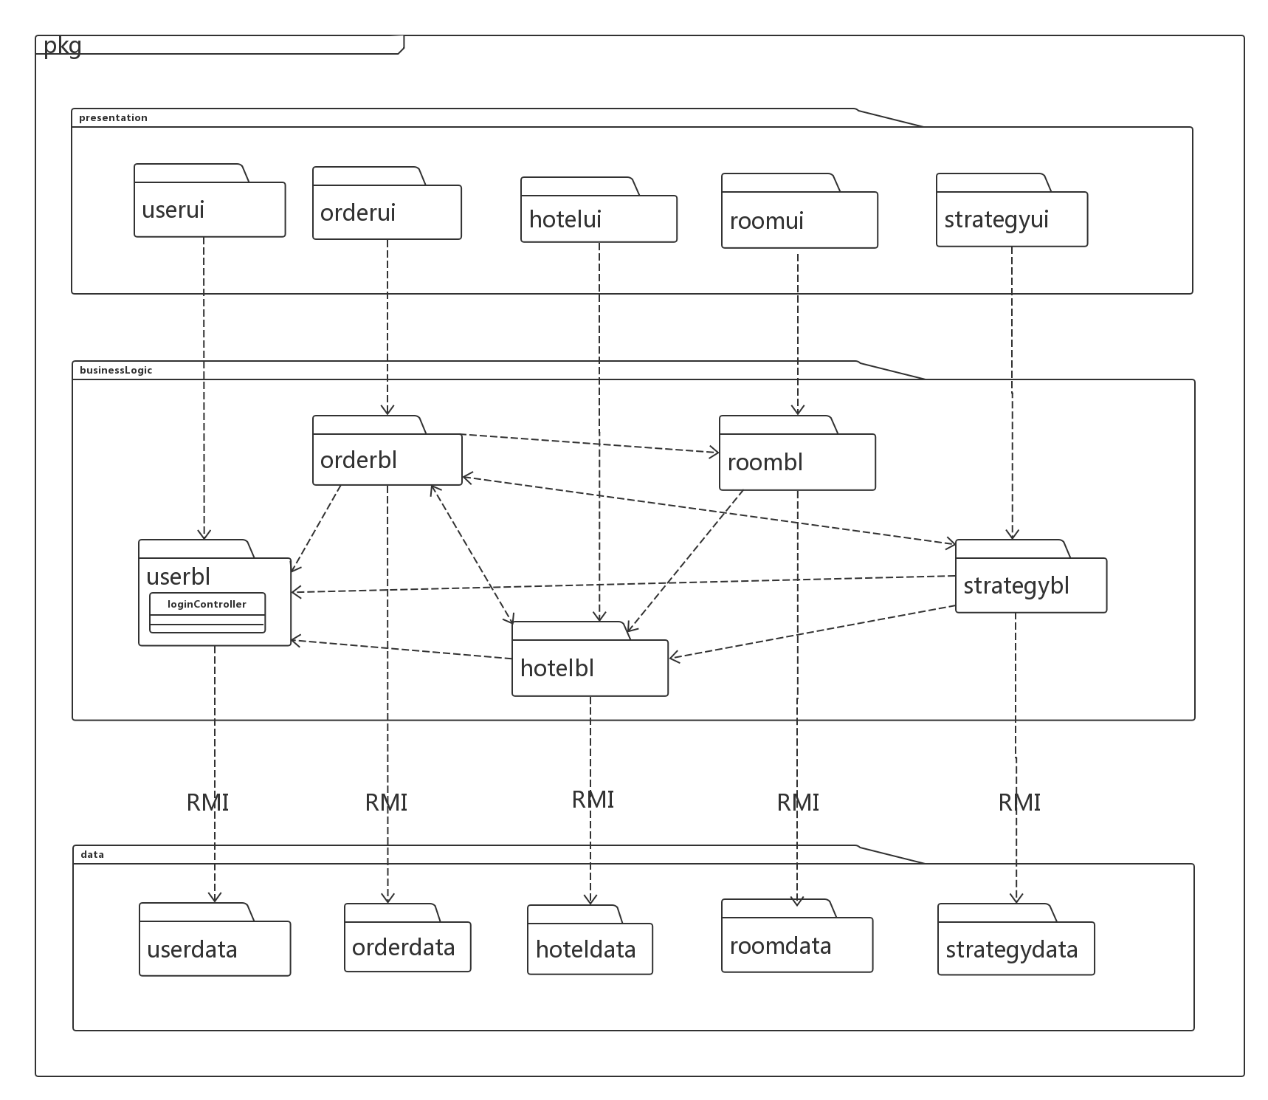 pkg
presentation
userui
orderui
hotelui
roomui
strategyui
businessLogic
orderbl
roombl
userbl
loginController
strategybl
hotelbl
RMI
RMI
RMI
RMI
RMI
data
userdata
orderdata
hoteldata
roomdata
strategydata